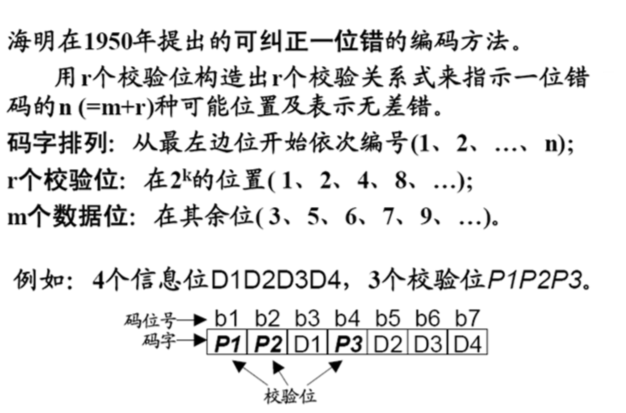 海明在1950年提出的可纠正一位错的编码方法。
用r个校验位构造出r个校验关系式来指示一位错
码的n (=m+r)种可能位置及表示无差错。
码字排列：从最左边位开始依次编号(1、2、…、n);
r个校验位：在2ᵏ的位置( 1、2、4、8、…);
m个数据位：在其余位( 3、5、6、7、9、…)。
例如：4个信息位D1D2D3D4，3个校验位P1P2P3。
码位号 b1 b2 b3 b4 b5 b6 b7
码字 P1 P2 D1 P3 D2 D3 D4
校验位